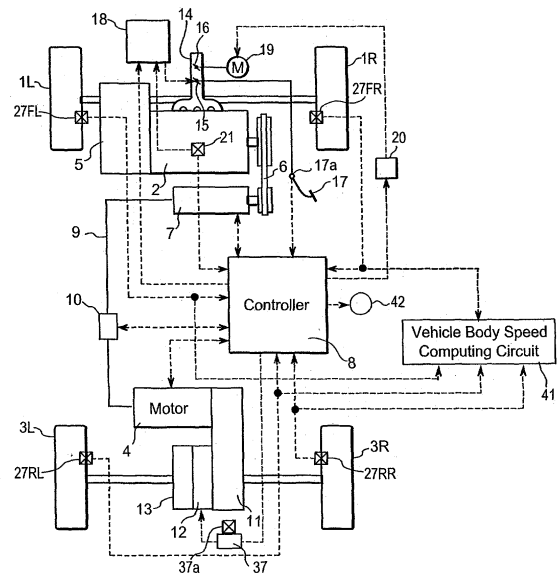 14
16
18
19
1R
M
1L
27FL
27FR
15
21
20
5
6
17a
2
17
7
9
10
Controller
42
Vehicle Body Speed
Computing Circuit
8
41
3L
Motor
4
3R
27RL
27RR
13
12
11
37a
37